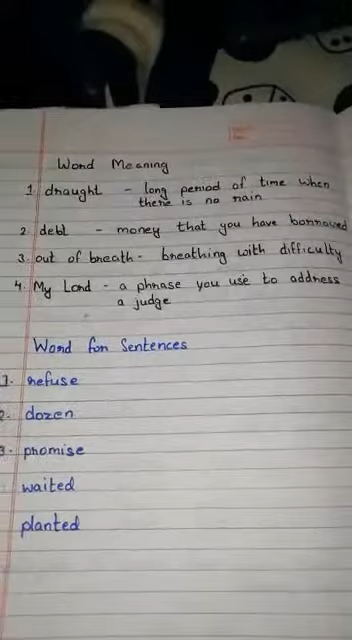 Word Meaning
1. draught - long period of time when
there is no rain
2. debt - money that you have borrowed
3. out of breath - breathing with difficulty
4. My Lord - a phrase you use to address
a judge
Word for Sentences
1. refuse
2. dozen
3. promise
waited
planted